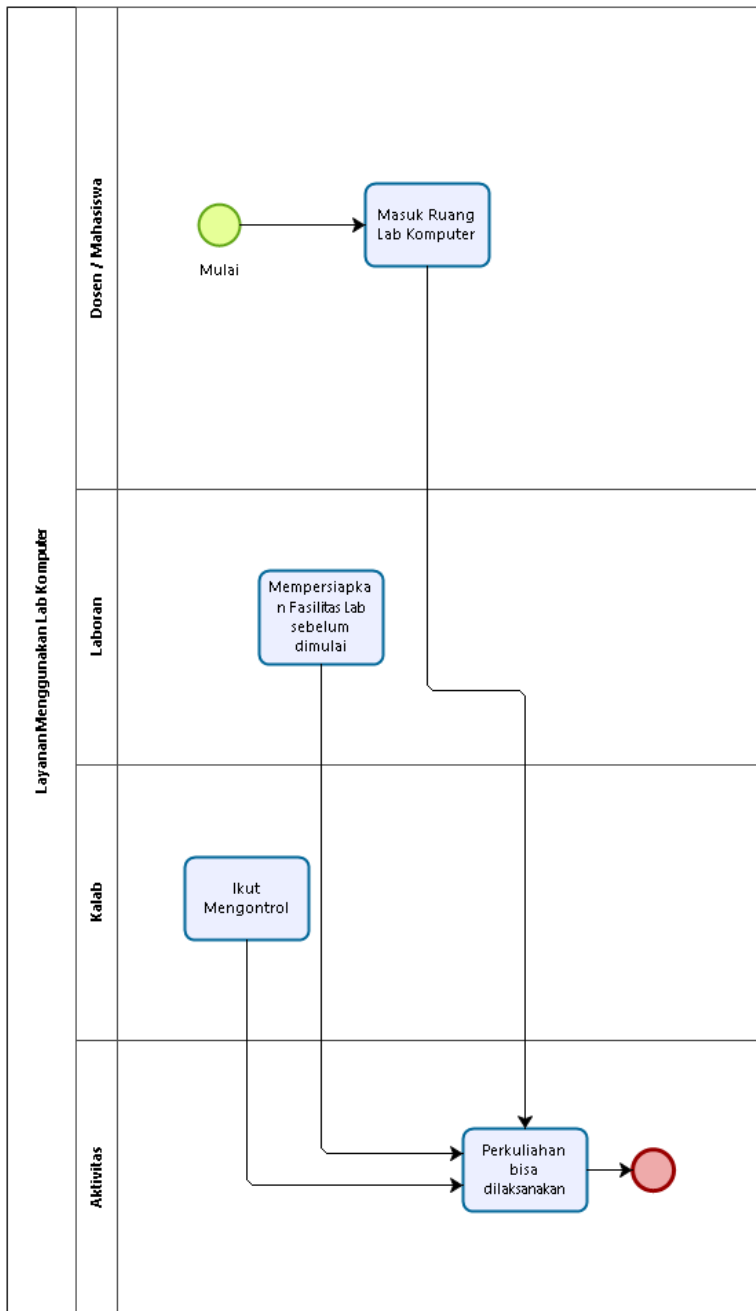 Layanan Menggunakan Lab Komputer
Dosen / Mahasiswa
Mulai
Masuk Ruang
Lab Komputer
Laboran
Mempersiapka
n Fasilitas Lab
sebelum
dimulai
Kalab
Ikut
Mengontrol
Aktivitas
Perkuliahan
bisa
dilaksanakan